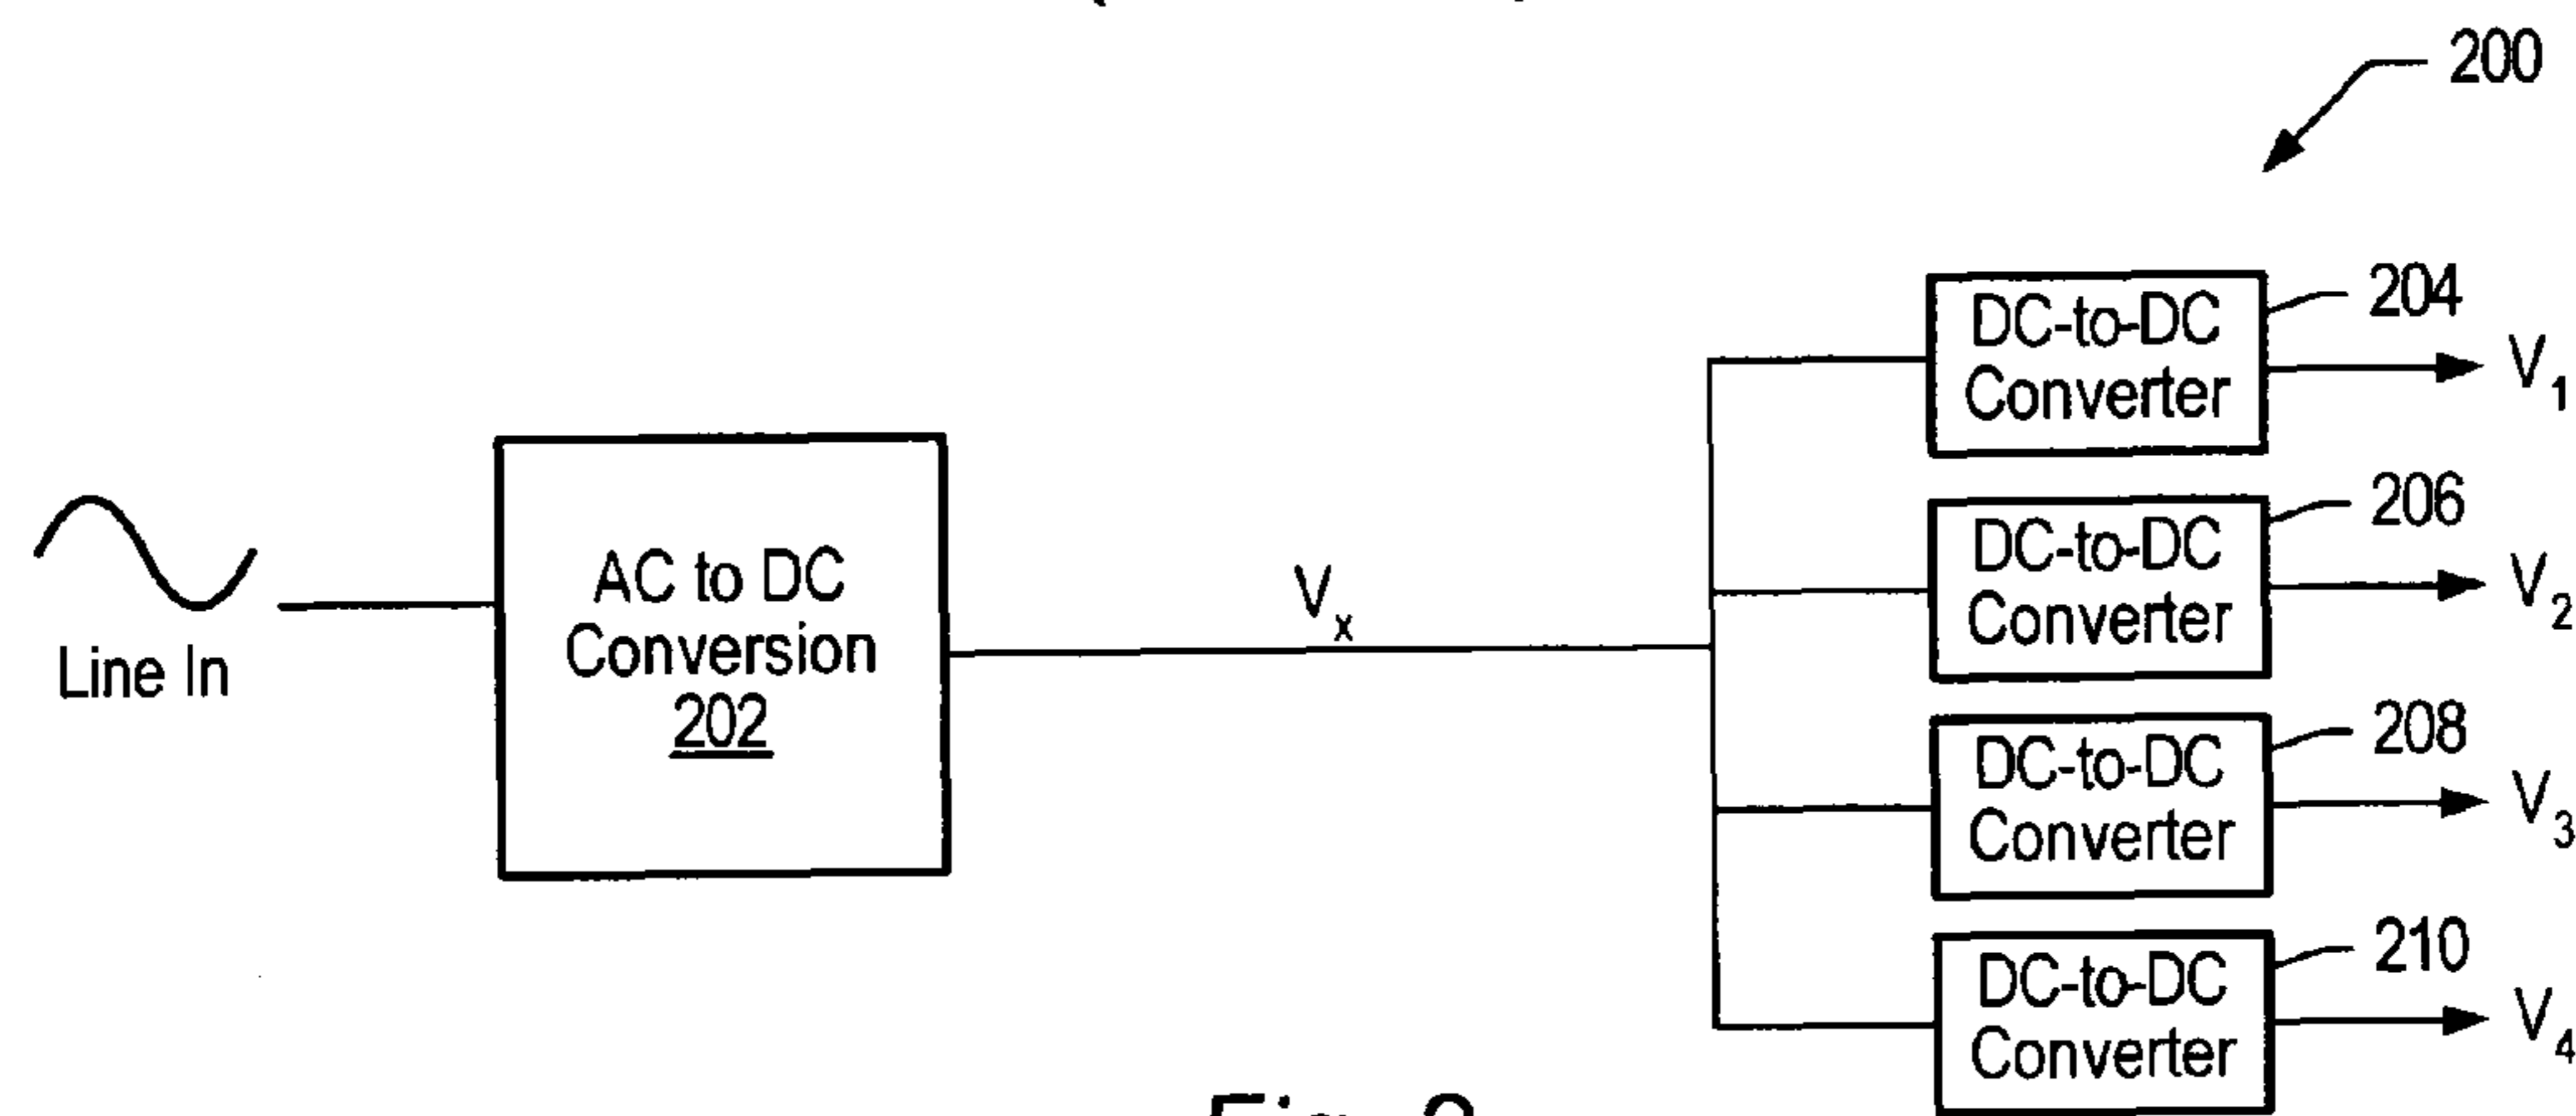 200
DC-to-DC
Converter
204
V1
DC-to-DC
Converter
206
V2
AC to DC
Conversion
202
Line In
Vx
DC-to-DC
Converter
208
V3
DC-to-DC
Converter
210
V4